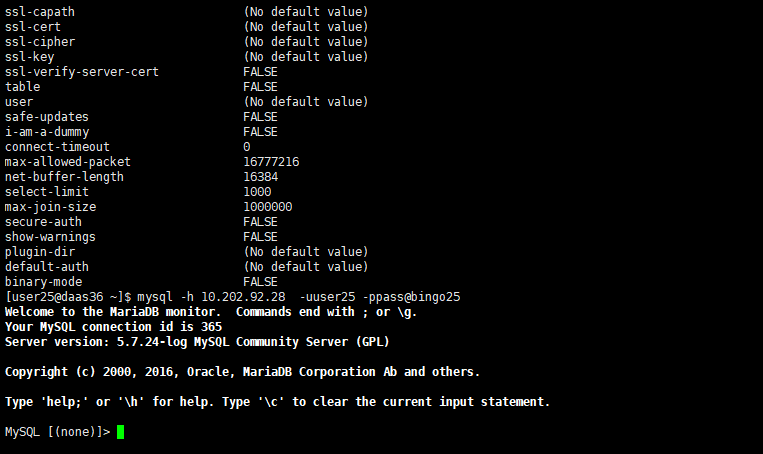 ssl-capath (No default value)
ssl-cert (No default value)
ssl-cipher (No default value)
ssl-key (No default value)
ssl-verify-server-cert FALSE
table FALSE
user (No default value)
safe-updates FALSE
i-am-a-dummy FALSE
connect-timeout 0
max-allowed-packet 16777216
net-buffer-length 16384
select-limit 1000
max-join-size 1000000
secure-auth FALSE
show-warnings FALSE
plugin-dir (No default value)
default-auth (No default value)
binary-mode FALSE
[user25@daas36 ~]$ mysql -h 10.202.92.28  -uuser25 -ppass@bingo25
Welcome to the MariaDB monitor.  Commands end with ; or \g.
Your MySQL connection id is 365
Server version: 5.7.24-log MySQL Community Server (GPL)
Copyright (c) 2000, 2016, Oracle, MariaDB Corporation Ab and others.
Type 'help;' or '\h' for help. Type '\c' to clear the current input statement.
MySQL [(none)]>